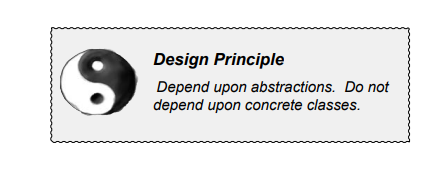 Design Principle
Depend upon abstractions. Do not
depend upon concrete classes.